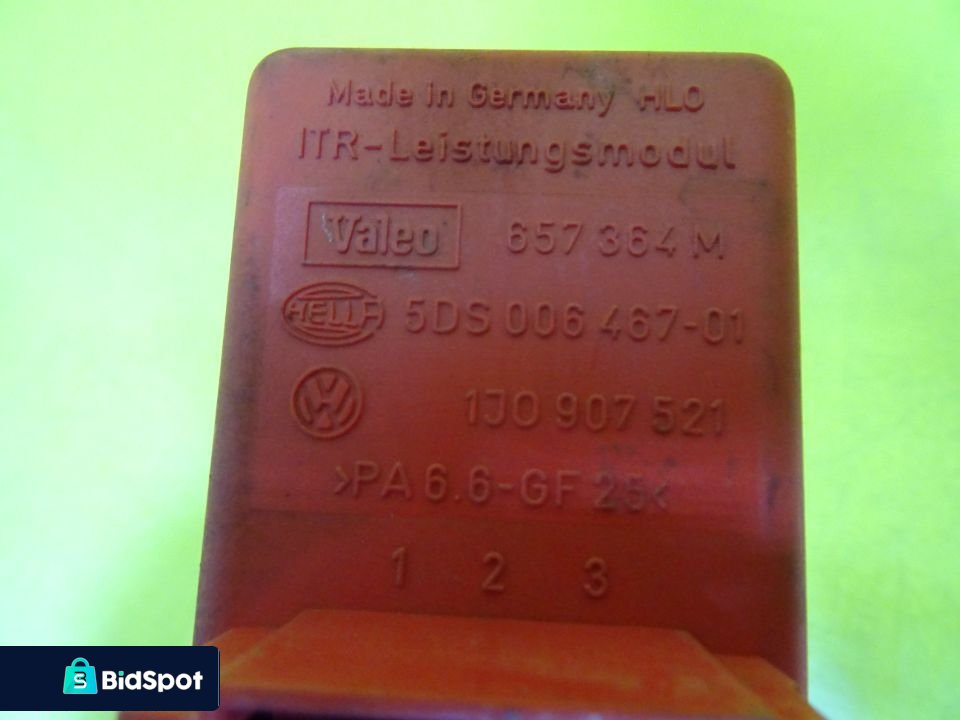 Made in Germany HLO
ITR-Leistungsmodul
Valeo 657 364 M
HELLA 5DS 006 467-01
VW 1J0 907 521
>PA 6.6-GF 25<
1 2 3
BidSpot